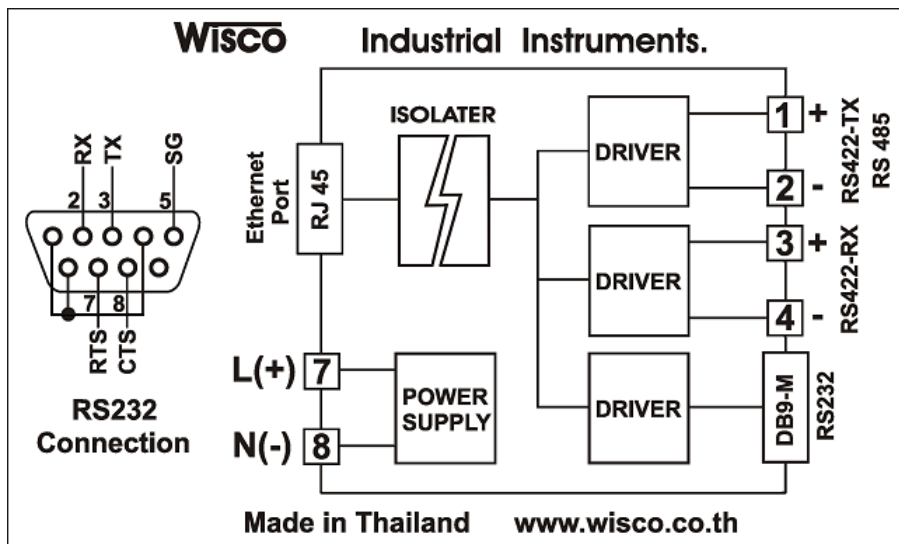 WISCO Industrial Instruments.
RX
TX
SG
2 3 5
7 8
RTS
CTS
RS232
Connection
Ethernet
Port
RJ 45
ISOLATER
DRIVER
1 +
2 -
RS422-TX
RS 485
DRIVER
3 +
4 -
RS422-RX
L(+) 7
N(-) 8
POWER
SUPPLY
DRIVER
DB9-M
RS232
Made in Thailand www.wisco.co.th